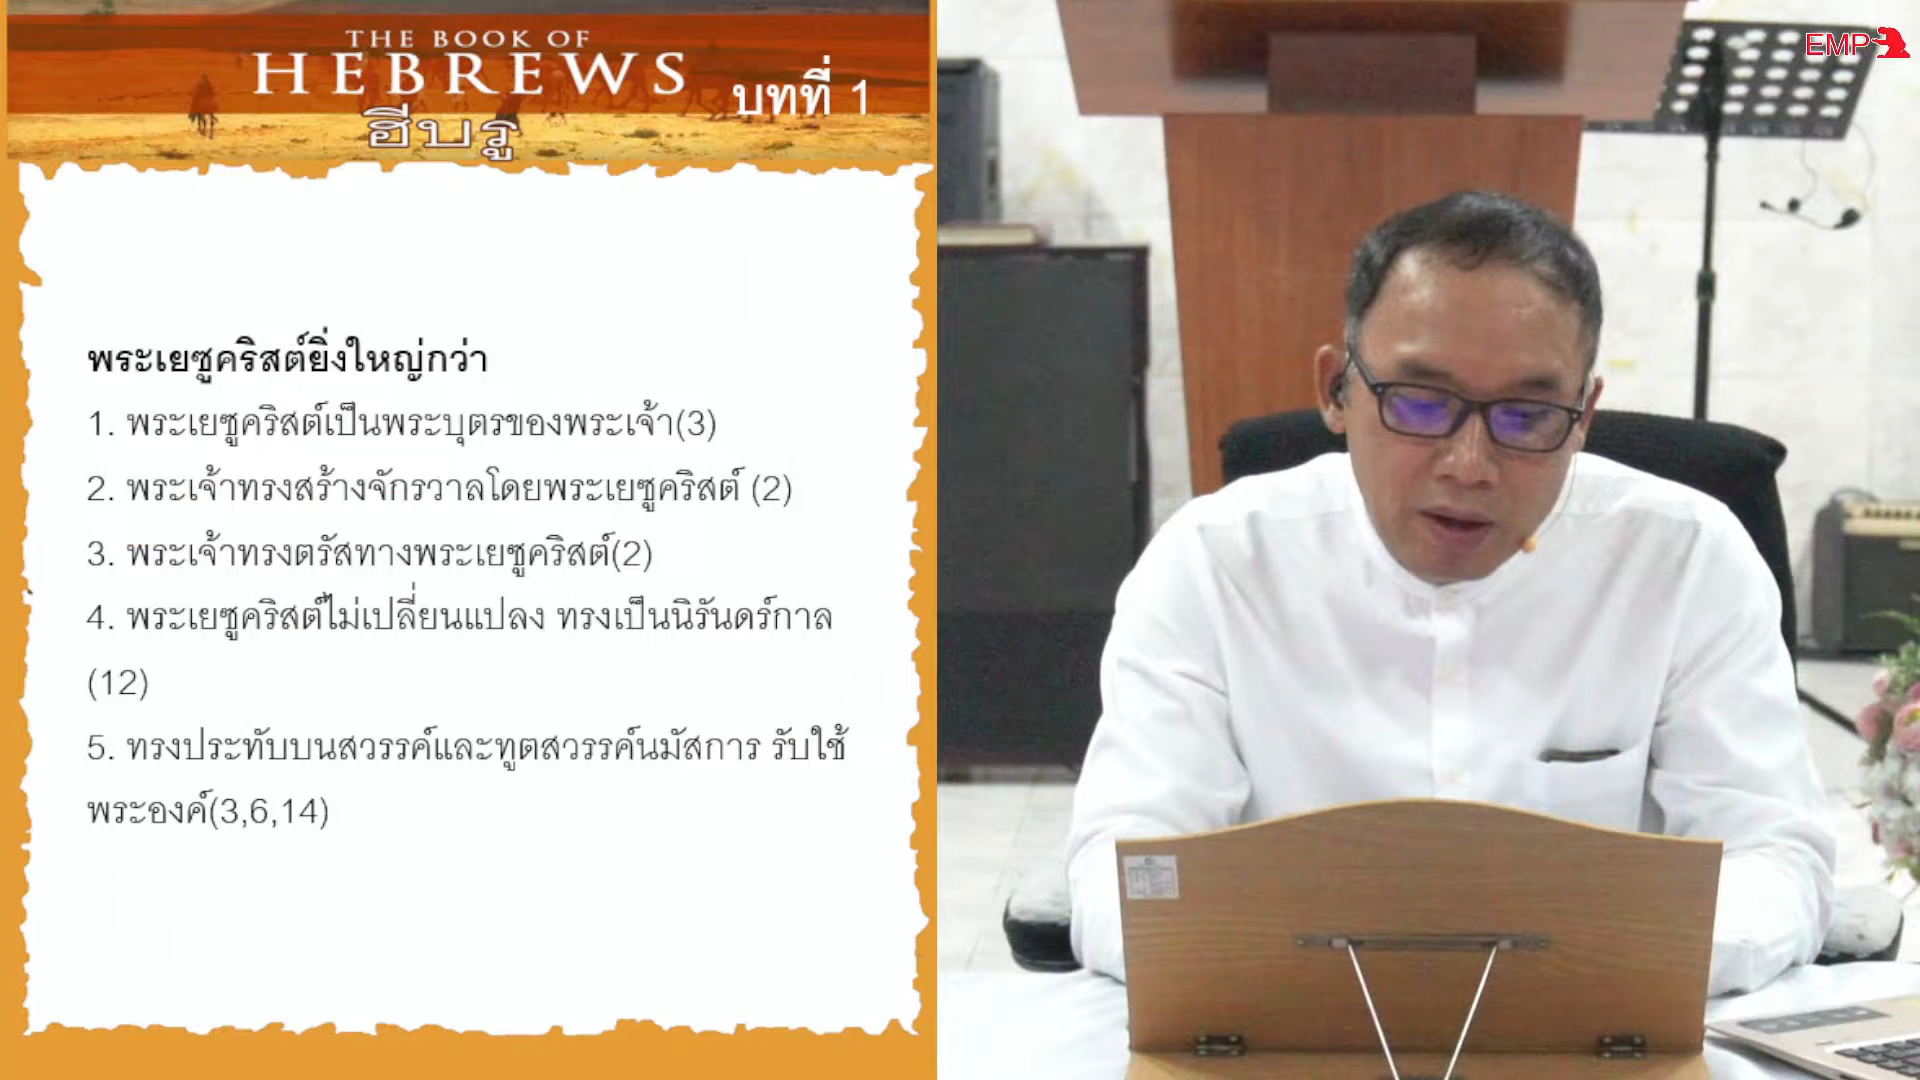 THE BOOK OF
HEBREWS
ฮีบรู
บทที่ 1
พระเยซูคริสต์ยิ่งใหญ่กว่า
1. พระเยซูคริสต์เป็นพระบุตรของพระเจ้า(3)
2. พระเจ้าทรงสร้างจักรวาลโดยพระเยซูคริสต์ (2)
3. พระเจ้าทรงตรัสทางพระเยซูคริสต์(2)
4. พระเยซูคริสต์ไม่เปลี่ยนแปลง ทรงเป็นนิรันดร์กาล
(12)
5. ทรงประทับบนสวรรค์และทูตสวรรค์นมัสการ รับใช้
พระองค์(3,6,14)
EMP